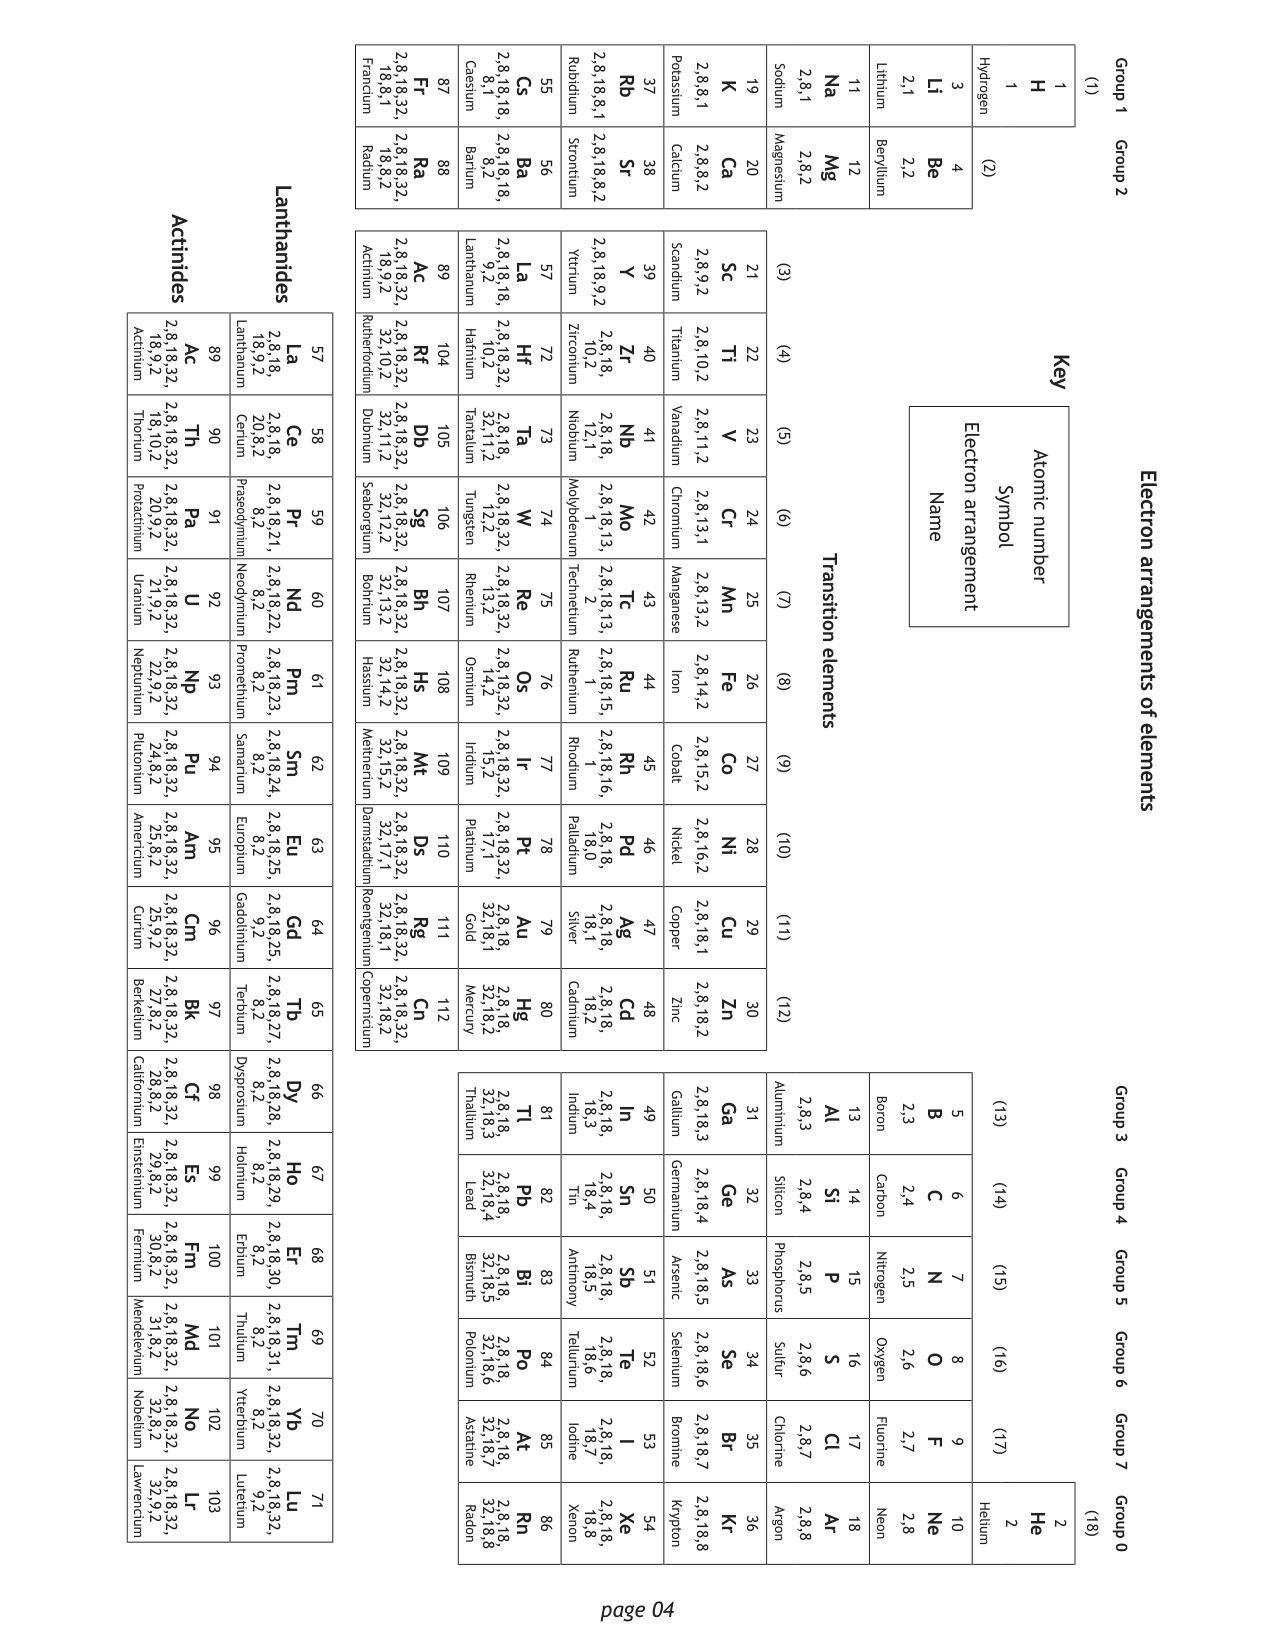 Electron arrangements of elements
Group 1 Group 2 Group 3 Group 4 Group 5 Group 6 Group 7 Group 0
(1) (18)
Key
Atomic number
Symbol
Electron arrangement
Name
1 2
H He
1 2
Hydrogen Helium
(2) (13) (14) (15) (16) (17)
3 4 5 6 7 8 9 10
Li Be B C N O F Ne
2,1 2,2 2,3 2,4 2,5 2,6 2,7 2,8
Lithium Beryllium Boron Carbon Nitrogen Oxygen Fluorine Neon
Transition elements
11 12 13 14 15 16 17 18
Na Mg Al Si P S Cl Ar
2,8,1 2,8,2 2,8,3 2,8,4 2,8,5 2,8,6 2,8,7 2,8,8
Sodium Magnesium Aluminium Silicon Phosphorus Sulfur Chlorine Argon
(3) (4) (5) (6) (7) (8) (9) (10) (11) (12)
19 20 21 22 23 24 25 26 27 28 29 30 31 32 33 34 35 36
K Ca Sc Ti V Cr Mn Fe Co Ni Cu Zn Ga Ge As Se Br Kr
2,8,8,1 2,8,8,2 2,8,9,2 2,8,10,2 2,8,11,2 2,8,13,1 2,8,13,2 2,8,14,2 2,8,15,2 2,8,16,2 2,8,18,1 2,8,18,2 2,8,18,3 2,8,18,4 2,8,18,5 2,8,18,6 2,8,18,7 2,8,18,8
Potassium Calcium Scandium Titanium Vanadium Chromium Manganese Iron Cobalt Nickel Copper Zinc Gallium Germanium Arsenic Selenium Bromine Krypton
37 38 39 40 41 42 43 44 45 46 47 48 49 50 51 52 53 54
Rb Sr Y Zr Nb Mo Tc Ru Rh Pd Ag Cd In Sn Sb Te I Xe
2,8,18,8,1 2,8,18,8,2 2,8,18,9,2 2,8,18, 2,8,18, 2,8,18,13, 2,8,18,13, 2,8,18,15, 2,8,18,16, 2,8,18, 2,8,18, 2,8,18, 2,8,18, 2,8,18, 2,8,18, 2,8,18, 2,8,18, 2,8,18,
10,2 12,1 1 2 1 1 18,0 18,1 18,2 18,3 18,4 18,5 18,6 18,7 18,8
Rubidium Strontium Yttrium Zirconium Niobium Molybdenum Technetium Ruthenium Rhodium Palladium Silver Cadmium Indium Tin Antimony Tellurium Iodine Xenon
55 56 57 72 73 74 75 76 77 78 79 80 81 82 83 84 85 86
Cs Ba La Hf Ta W Re Os Ir Pt Au Hg Tl Pb Bi Po At Rn
2,8,18,18, 2,8,18,18, 2,8,18,18, 2,8,18,32, 2,8,18, 2,8,18,32, 2,8,18,32, 2,8,18,32, 2,8,18,32, 2,8,18,32, 2,8,18, 2,8,18, 2,8,18, 2,8,18, 2,8,18, 2,8,18, 2,8,18, 2,8,18,
8,1 8,2 9,2 10,2 32,11,2 12,2 13,2 14,2 15,2 17,1 32,18,1 32,18,2 32,18,3 32,18,4 32,18,5 32,18,6 32,18,7 32,18,8
Caesium Barium Lanthanum Hafnium Tantalum Tungsten Rhenium Osmium Iridium Platinum Gold Mercury Thallium Lead Bismuth Polonium Astatine Radon
87 88 89 104 105 106 107 108 109 110 111 112
Fr Ra Ac Rf Db Sg Bh Hs Mt Ds Rg Cn
2,8,18,32, 2,8,18,32, 2,8,18,32, 2,8,18,32, 2,8,18,32, 2,8,18,32, 2,8,18,32, 2,8,18,32, 2,8,18,32, 2,8,18,32, 2,8,18,32, 2,8,18,32,
18,8,1 18,8,2 18,9,2 32,10,2 32,11,2 32,12,2 32,13,2 32,14,2 32,15,2 32,17,1 32,18,1 32,18,2
Francium Radium Actinium Rutherfordium Dubnium Seaborgium Bohrium Hassium Meitnerium Darmstadtium Roentgenium Copernicium
Lanthanides
57 58 59 60 61 62 63 64 65 66 67 68 69 70 71
La Ce Pr Nd Pm Sm Eu Gd Tb Dy Ho Er Tm Yb Lu
2,8,18, 2,8,18, 2,8,18,21, 2,8,18,22, 2,8,18,23, 2,8,18,24, 2,8,18,25, 2,8,18,25, 2,8,18,27, 2,8,18,28, 2,8,18,29, 2,8,18,30, 2,8,18,31, 2,8,18,32, 2,8,18,32,
18,9,2 20,8,2 8,2 8,2 8,2 8,2 8,2 9,2 8,2 8,2 8,2 8,2 8,2 8,2 9,2
Lanthanum Cerium Praseodymium Neodymium Promethium Samarium Europium Gadolinium Terbium Dysprosium Holmium Erbium Thulium Ytterbium Lutetium
Actinides
89 90 91 92 93 94 95 96 97 98 99 100 101 102 103
Ac Th Pa U Np Pu Am Cm Bk Cf Es Fm Md No Lr
2,8,18,32, 2,8,18,32, 2,8,18,32, 2,8,18,32, 2,8,18,32, 2,8,18,32, 2,8,18,32, 2,8,18,32, 2,8,18,32, 2,8,18,32, 2,8,18,32, 2,8,18,32, 2,8,18,32, 2,8,18,32, 2,8,18,32,
18,9,2 18,10,2 20,9,2 21,9,2 22,9,2 24,8,2 25,8,2 25,9,2 27,8,2 28,8,2 29,8,2 30,8,2 31,8,2 32,8,2 32,9,2
Actinium Thorium Protactinium Uranium Neptunium Plutonium Americium Curium Berkelium Californium Einsteinium Fermium Mendelevium Nobelium Lawrencium
page 04